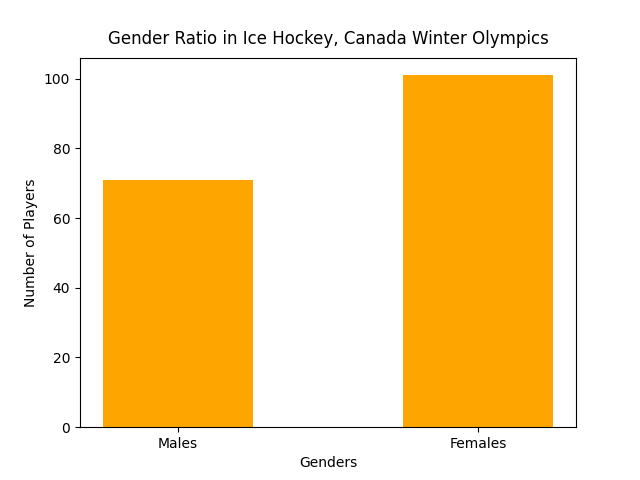 Gender Ratio in Ice Hockey, Canada Winter Olympics
100
80
60
40
20
0
Number of Players
Males Females
Genders